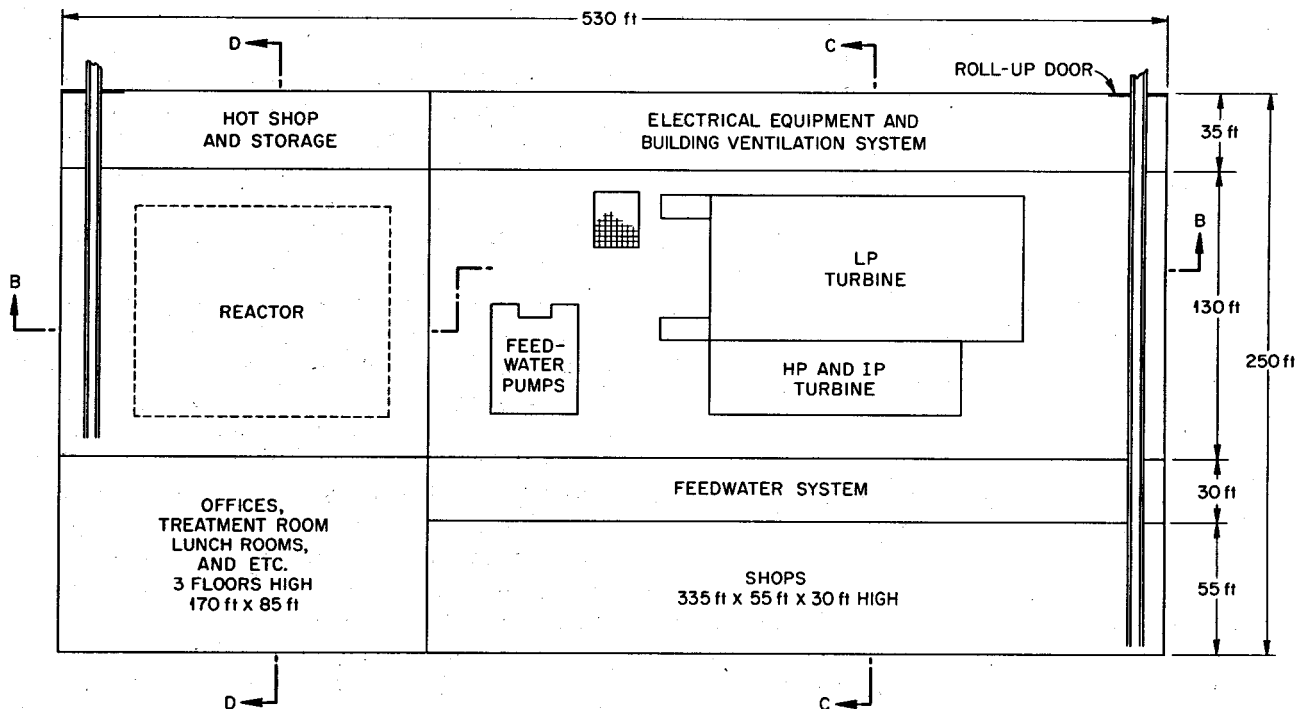 530 ft
D
C
ROLL-UP DOOR
HOT SHOP
AND STORAGE
ELECTRICAL EQUIPMENT AND
BUILDING VENTILATION SYSTEM
35 ft
B
LP
TURBINE
B
REACTOR
130 ft
FEED-
WATER
PUMPS
HP AND IP
TURBINE
250 ft
FEEDWATER SYSTEM
30 ft
OFFICES,
TREATMENT ROOM
LUNCH ROOMS,
AND ETC.
3 FLOORS HIGH
170 ft x 85 ft
SHOPS
335 ft x 55 ft x 30 ft HIGH
55 ft
D
C